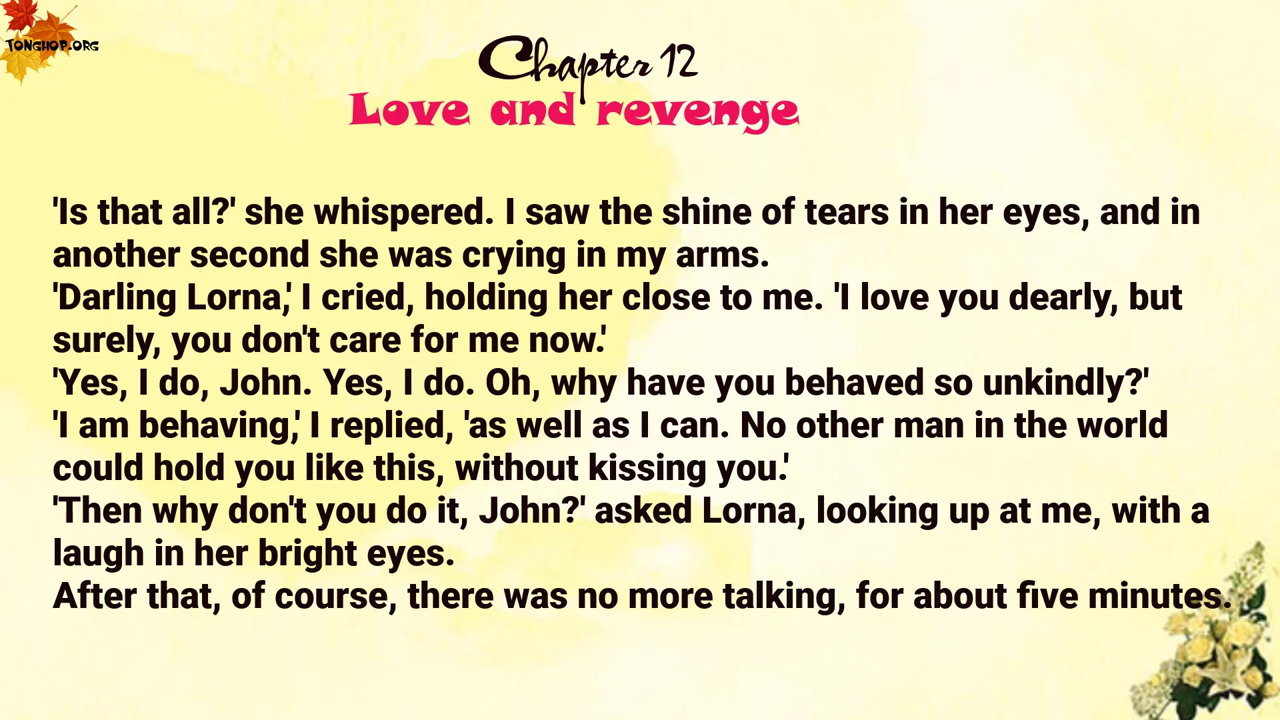 TONGHOP.ORG
Chapter 12
Love and revenge
'Is that all?' she whispered. I saw the shine of tears in her eyes, and in
another second she was crying in my arms.
'Darling Lorna,' I cried, holding her close to me. 'I love you dearly, but
surely, you don't care for me now.'
'Yes, I do, John. Yes, I do. Oh, why have you behaved so unkindly?'
'I am behaving,' I replied, 'as well as I can. No other man in the world
could hold you like this, without kissing you.'
'Then why don't you do it, John?' asked Lorna, looking up at me, with a
laugh in her bright eyes.
After that, of course, there was no more talking, for about five minutes.